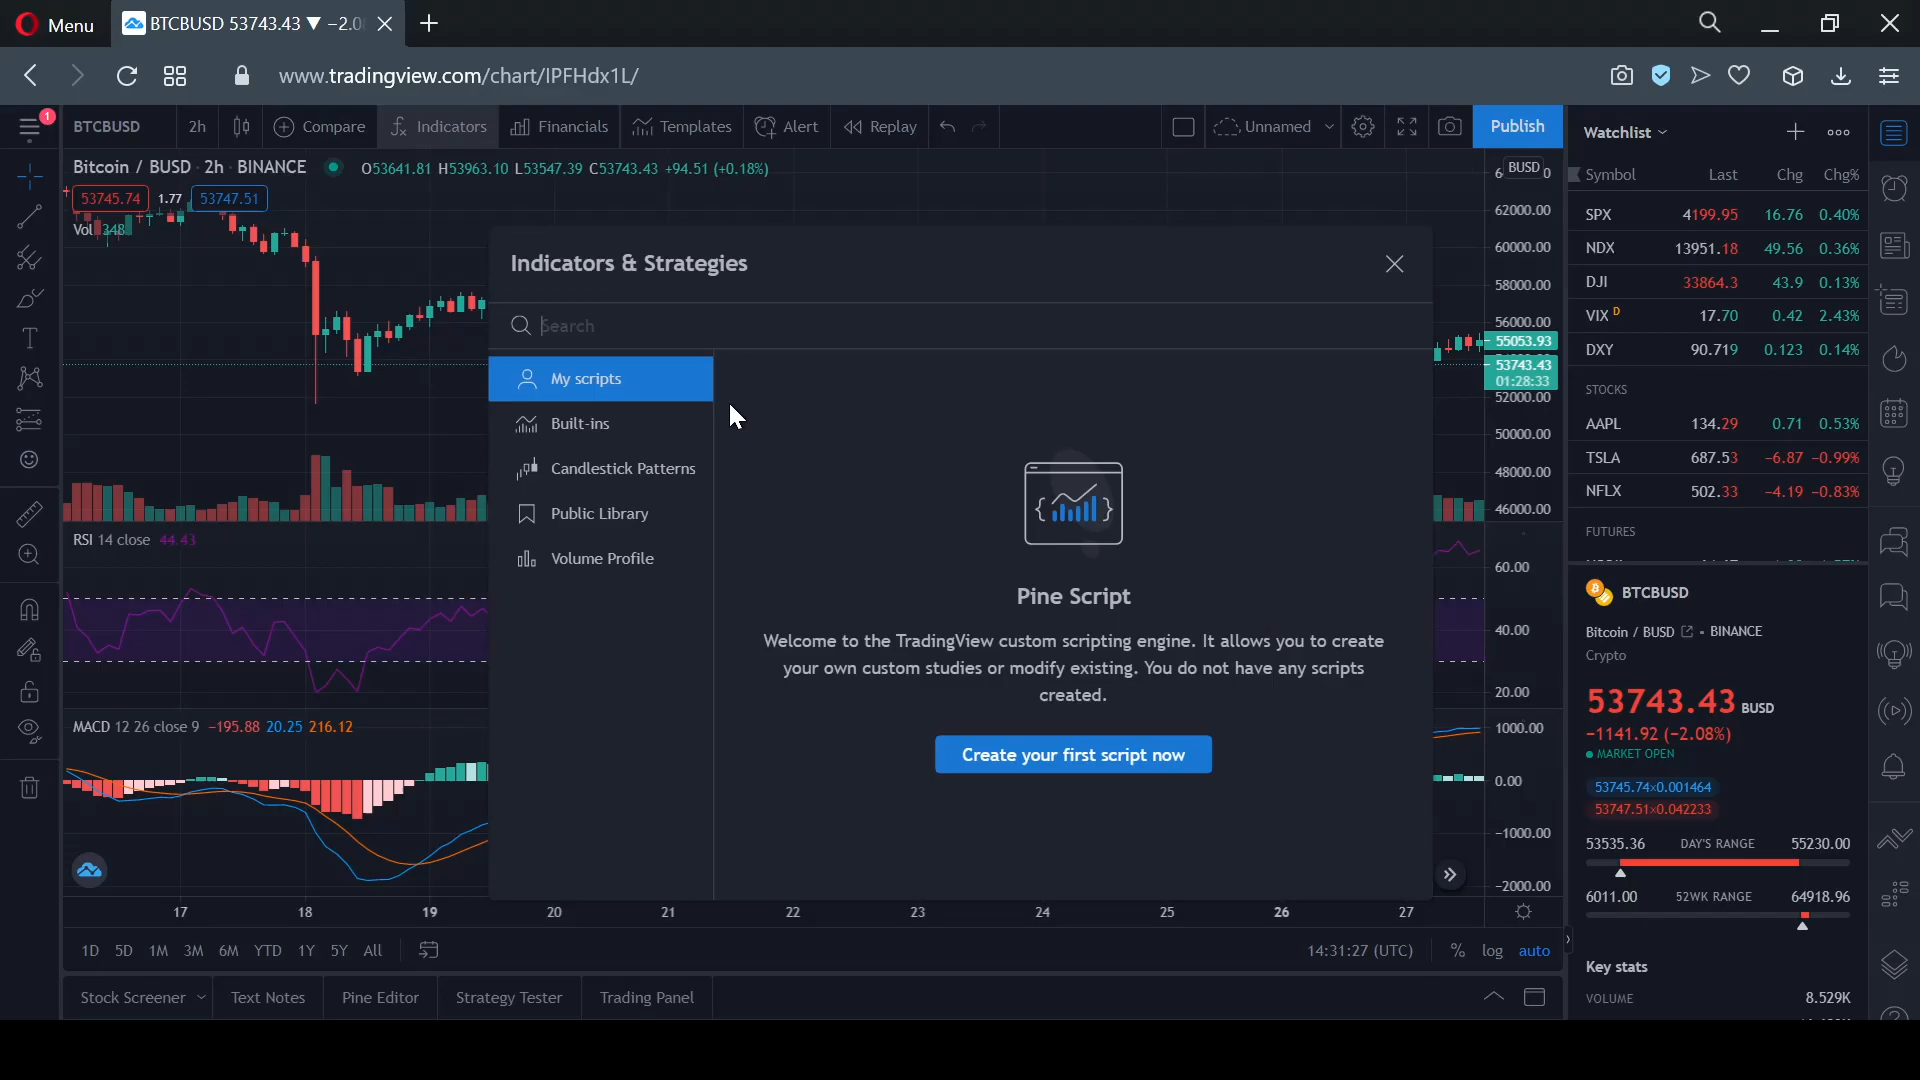 Menu
BTCBUSD 53743.43 ▼ −2.0
www.tradingview.com/chart/IPFHdx1L/
1
BTCBUSD
2h
Compare
Indicators
Financials
Templates
Alert
Replay
Unnamed
Publish
Bitcoin / BUSD · 2h · BINANCE
O53641.81 H53963.10 L53547.39 C53743.43 +94.51 (+0.18%)
53745.74 1.77 53747.51
Vol 348
BUSD
62000.00
60000.00
58000.00
56000.00
55053.93
53743.43
01:28:33
52000.00
50000.00
48000.00
46000.00
Indicators & Strategies
Search
My scripts
Built-ins
Candlestick Patterns
Public Library
Volume Profile
Pine Script
Welcome to the TradingView custom scripting engine. It allows you to create
your own custom studies or modify existing. You do not have any scripts
created.
Create your first script now
RSI 14 close 44.43
60.00
40.00
20.00
MACD 12 26 close 9 −195.88 20.25 216.12
1000.00
0.00
−1000.00
−2000.00
17 18 19 20 21 22 23 24 25 26 27
1D 5D 1M 3M 6M YTD 1Y 5Y All
14:31:27 (UTC) % log auto
Stock Screener Text Notes Pine Editor Strategy Tester Trading Panel
Watchlist
Symbol Last Chg Chg%
SPX 4199.95 16.76 0.40%
NDX 13951.18 49.56 0.36%
DJI 33864.3 43.9 0.13%
VIX D 17.70 0.42 2.43%
DXY 90.719 0.123 0.14%
STOCKS
AAPL 134.29 0.71 0.53%
TSLA 687.53 −6.87 −0.99%
NFLX 502.33 −4.19 −0.83%
FUTURES
BTCBUSD
Bitcoin / BUSD • BINANCE
Crypto
53743.43 BUSD
−1141.92 (−2.08%)
MARKET OPEN
53745.74×0.001464
53747.51×0.042233
53535.36 DAY'S RANGE 55230.00
6011.00 52WK RANGE 64918.96
Key stats
VOLUME 8.529K